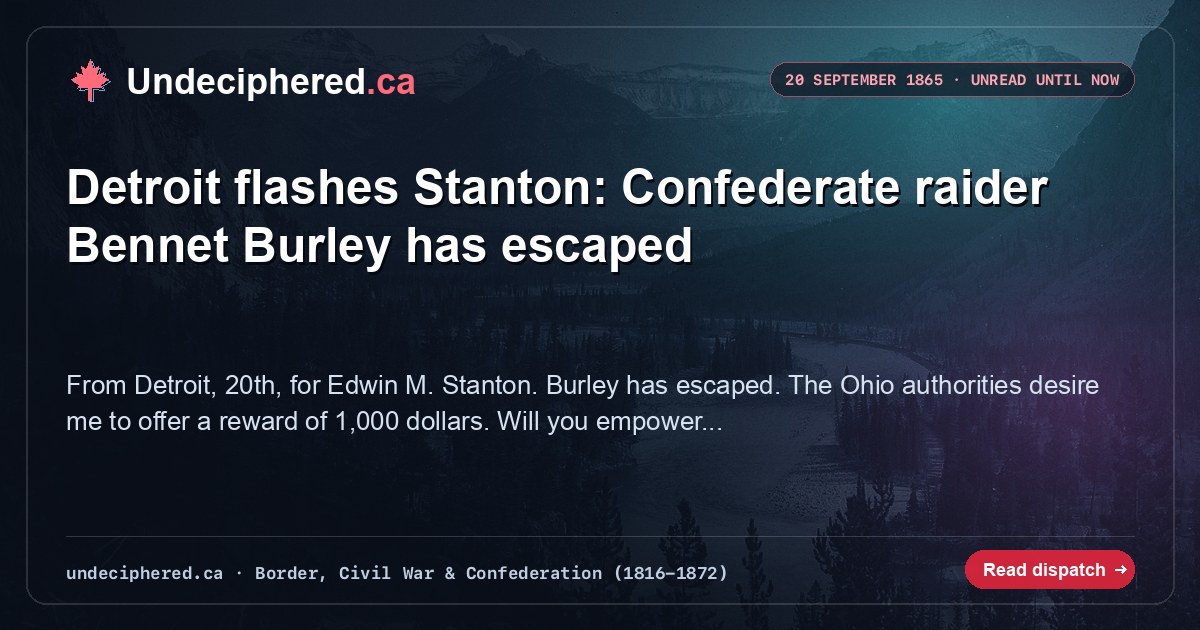 Undeciphered.ca
20 SEPTEMBER 1865 · UNREAD UNTIL NOW
Detroit flashes Stanton: Confederate raider
Bennet Burley has escaped
From Detroit, 20th, for Edwin M. Stanton. Burley has escaped. The Ohio authorities desire
me to offer a reward of 1,000 dollars. Will you empower...
undeciphered.ca · Border, Civil War & Confederation (1816–1872)
Read dispatch →